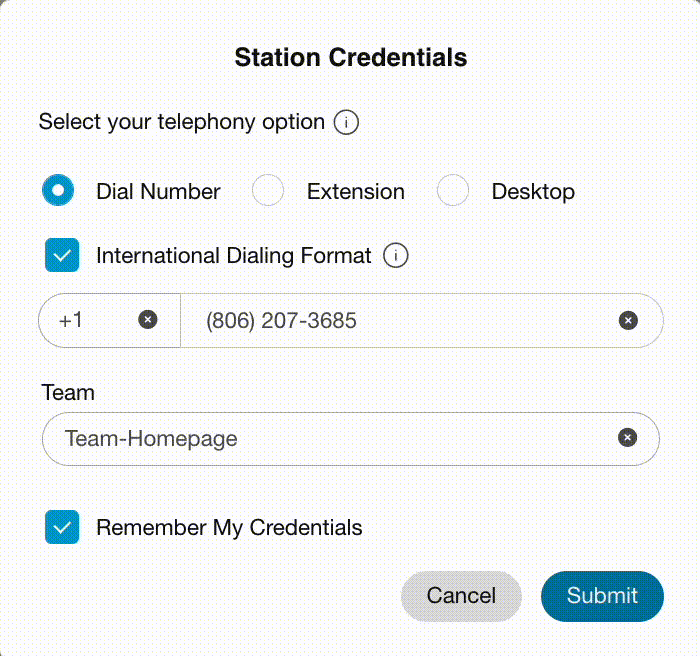 Station Credentials
Select your telephony option
Dial Number Extension Desktop
International Dialing Format
+1 (806) 207-3685
Team
Team-Homepage
Remember My Credentials
Cancel Submit